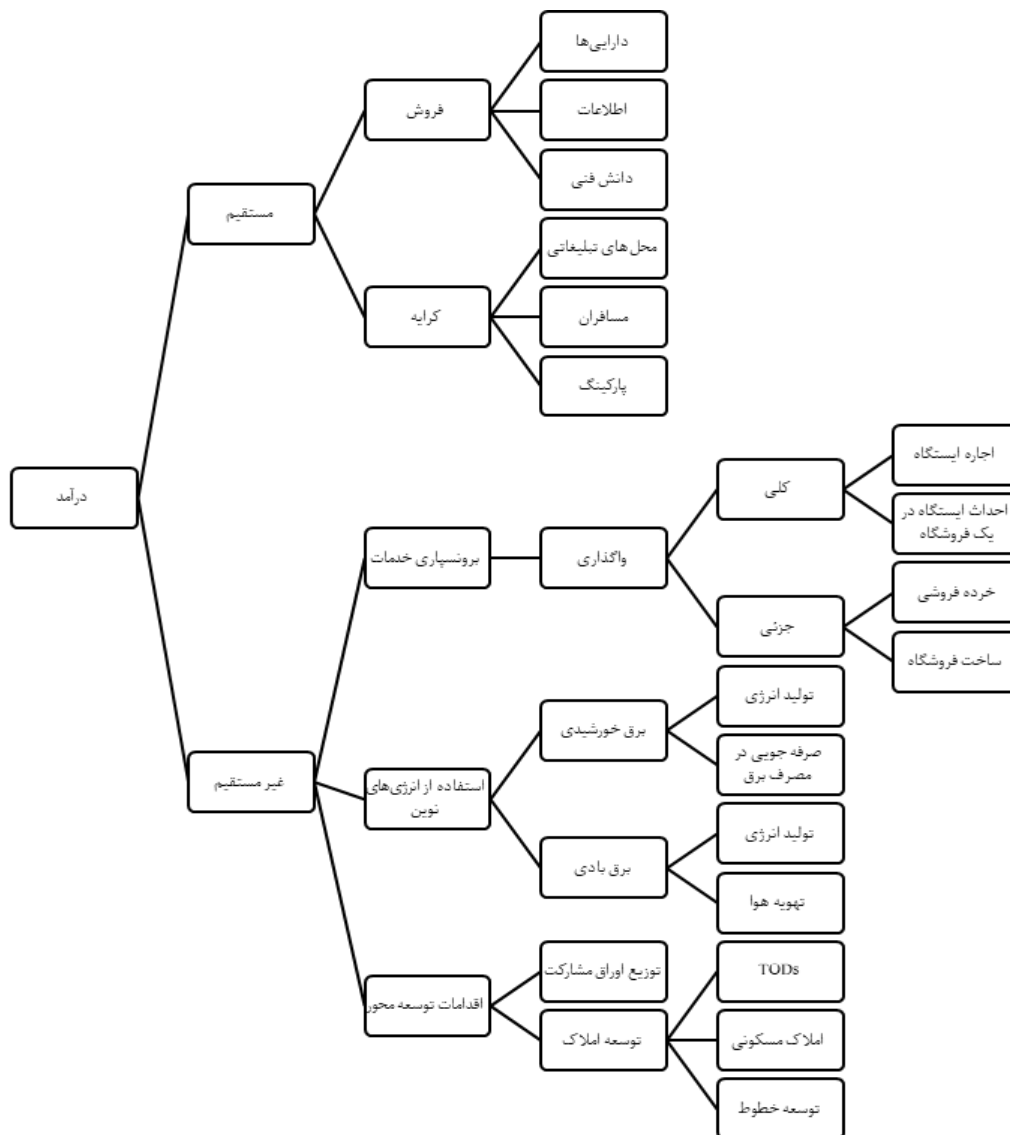 دارایی‌ها
فروش
اطلاعات
دانش فنی
مستقیم
محل‌های تبلیغاتی
کرایه
مسافران
پارکینگ
درآمد
اجاره ایستگاه
کلی
احداث ایستگاه در
یک فروشگاه
برونسپاری خدمات
واگذاری
خرده فروشی
جزئی
ساخت فروشگاه
تولید انرژی
برق خورشیدی
صرفه جویی در
مصرف برق
غیر مستقیم
استفاده از انرژی‌های
نوین
تولید انرژی
برق بادی
تهویه هوا
توزیع اوراق مشارکت
TODs
اقدامات توسعه محور
توسعه املاک
املاک مسکونی
توسعه خطوط